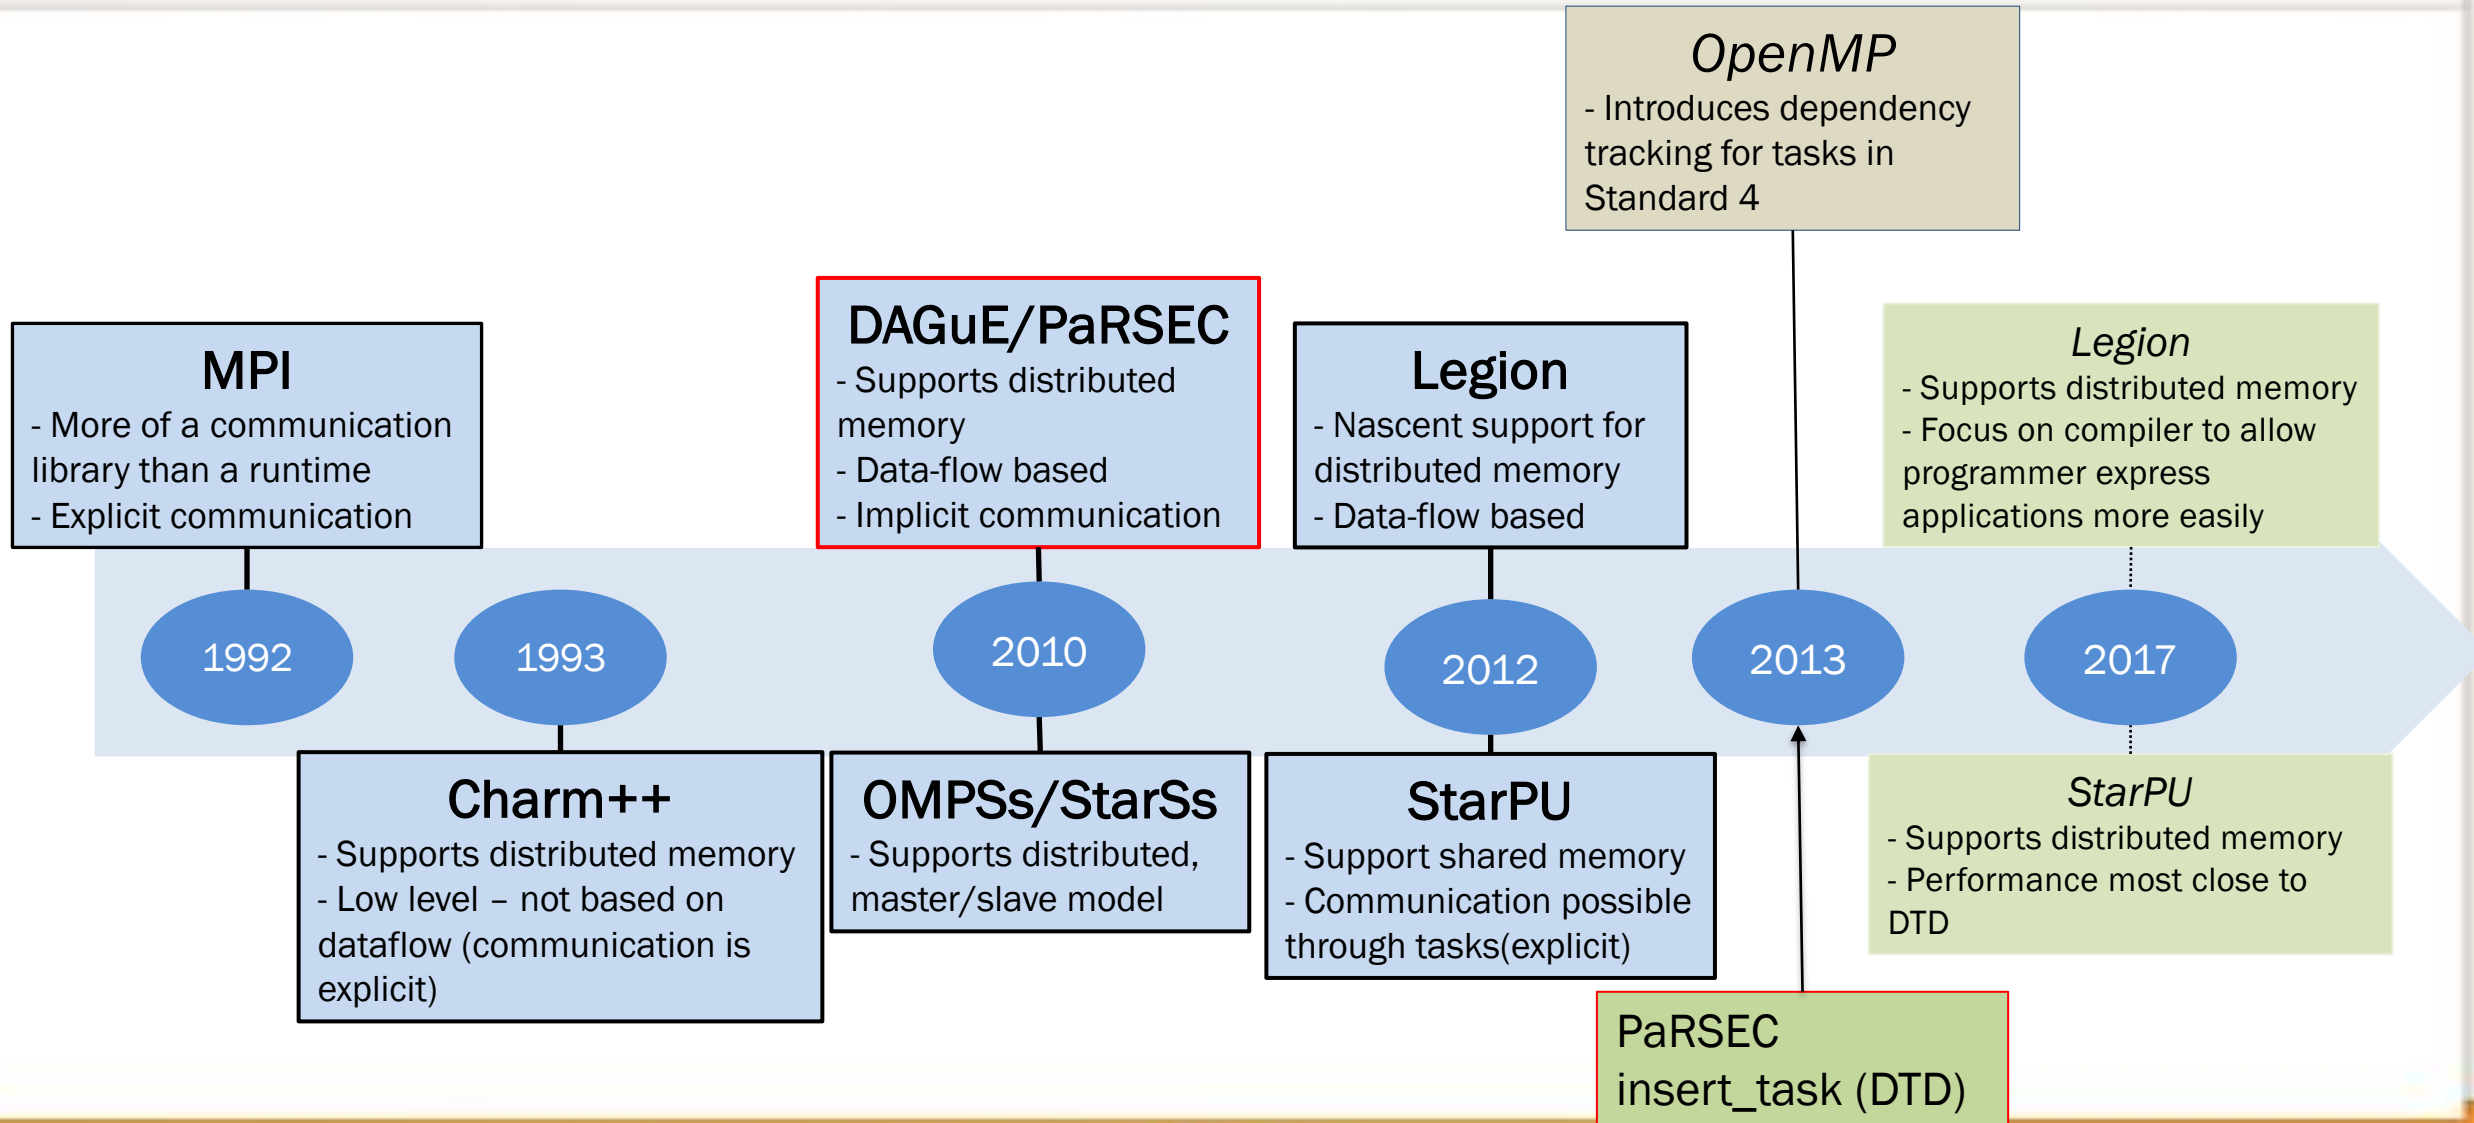 OpenMP
- Introduces dependency
tracking for tasks in
Standard 4
MPI
- More of a communication
library than a runtime
- Explicit communication
DAGuE/PaRSEC
- Supports distributed
memory
- Data-flow based
- Implicit communication
Legion
- Nascent support for
distributed memory
- Data-flow based
Legion
- Supports distributed memory
- Focus on compiler to allow
programmer express
applications more easily
1992
1993
2010
2012
2013
2017
Charm++
- Supports distributed memory
- Low level – not based on
dataflow (communication is
explicit)
OMPSs/StarSs
- Supports distributed,
master/slave model
StarPU
- Support shared memory
- Communication possible
through tasks(explicit)
StarPU
- Supports distributed memory
- Performance most close to
DTD
PaRSEC
insert_task (DTD)